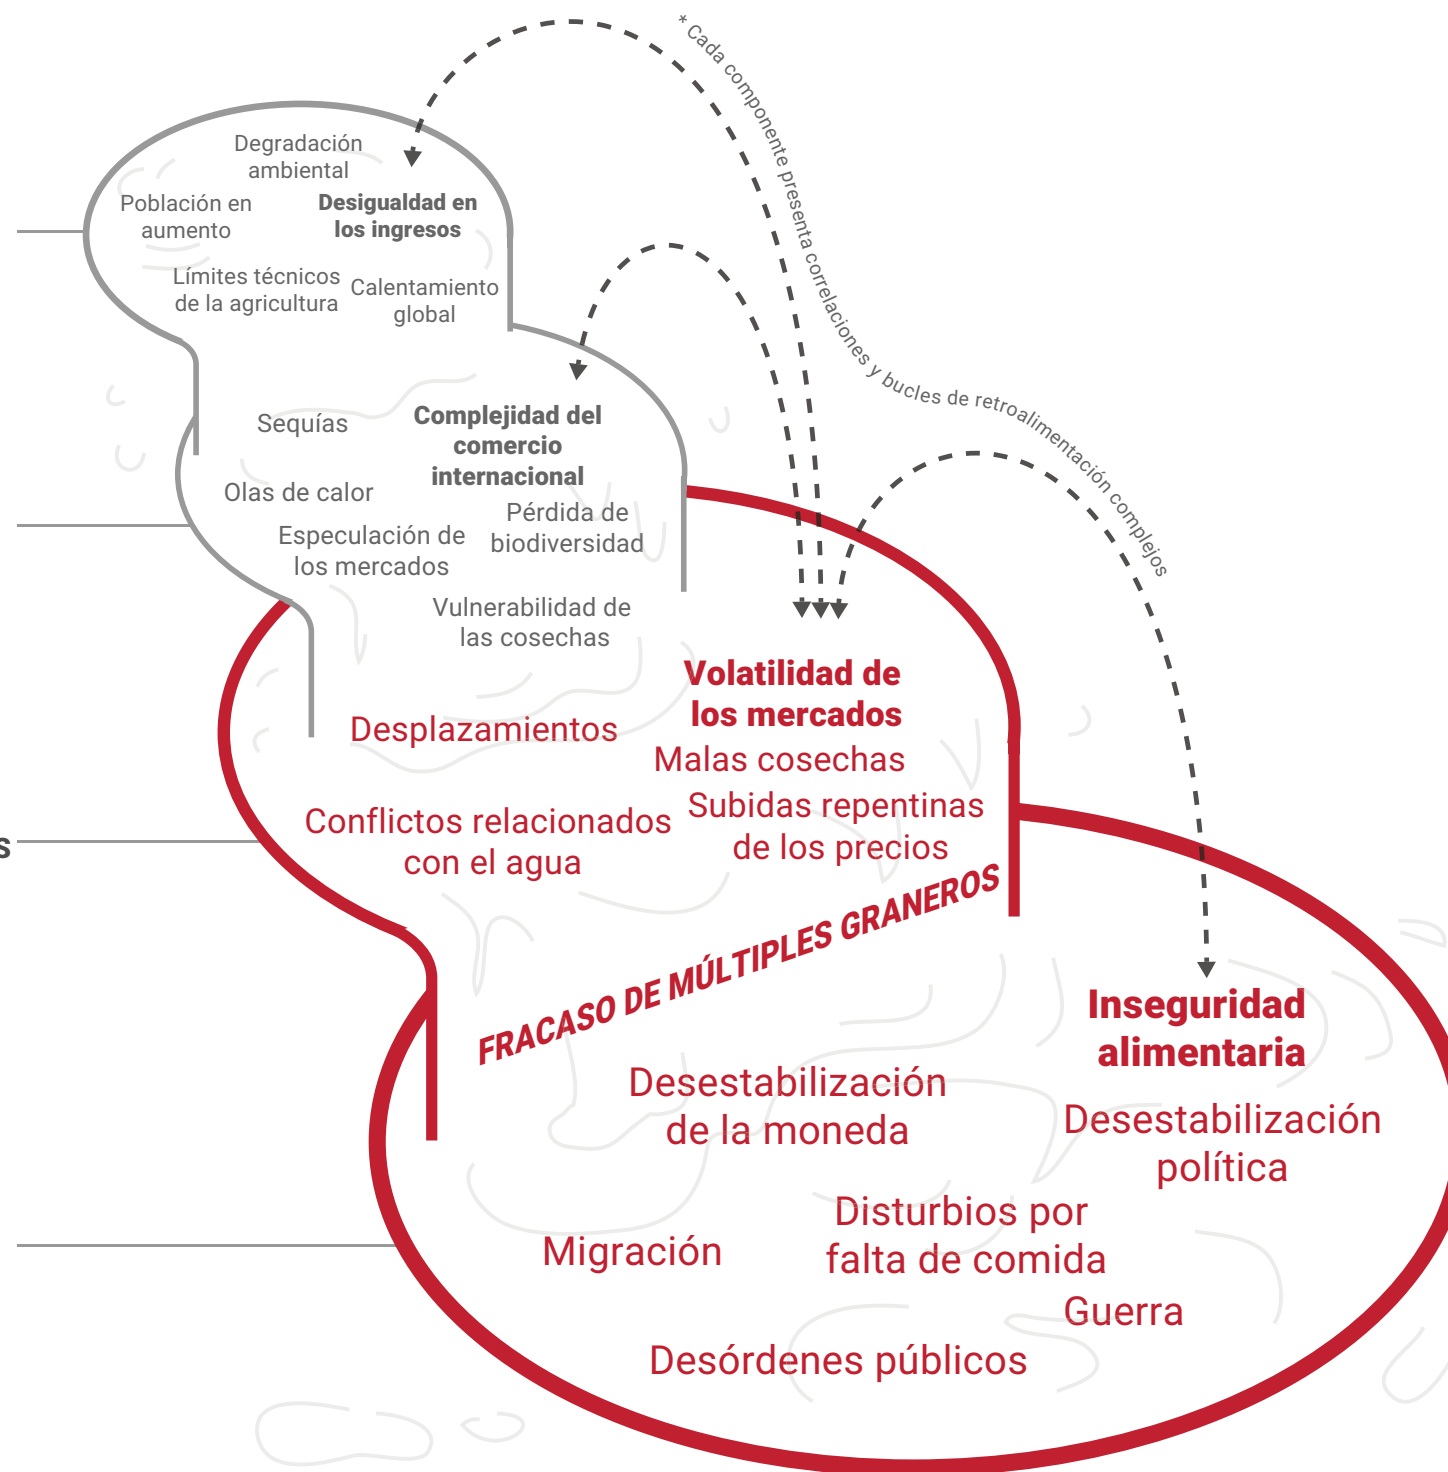 * Cada componente presenta correlaciones y bucles de retroalimentación complejos
Degradación
ambiental
Población en
aumento
Desigualdad en
los ingresos
Límites técnicos
de la agricultura
Calentamiento
global
Sequías
Complejidad del
comercio
internacional
Olas de calor
Pérdida de
biodiversidad
Especulación de
los mercados
Vulnerabilidad de
las cosechas
Volatilidad de
los mercados
Desplazamientos
Malas cosechas
Conflictos relacionados
con el agua
Subidas repentinas
de los precios
s
FRACASO DE MÚLTIPLES GRANEROS
Inseguridad
alimentaria
Desestabilización
de la moneda
Desestabilización
política
Disturbios por
falta de comida
Migración
Guerra
Desórdenes públicos